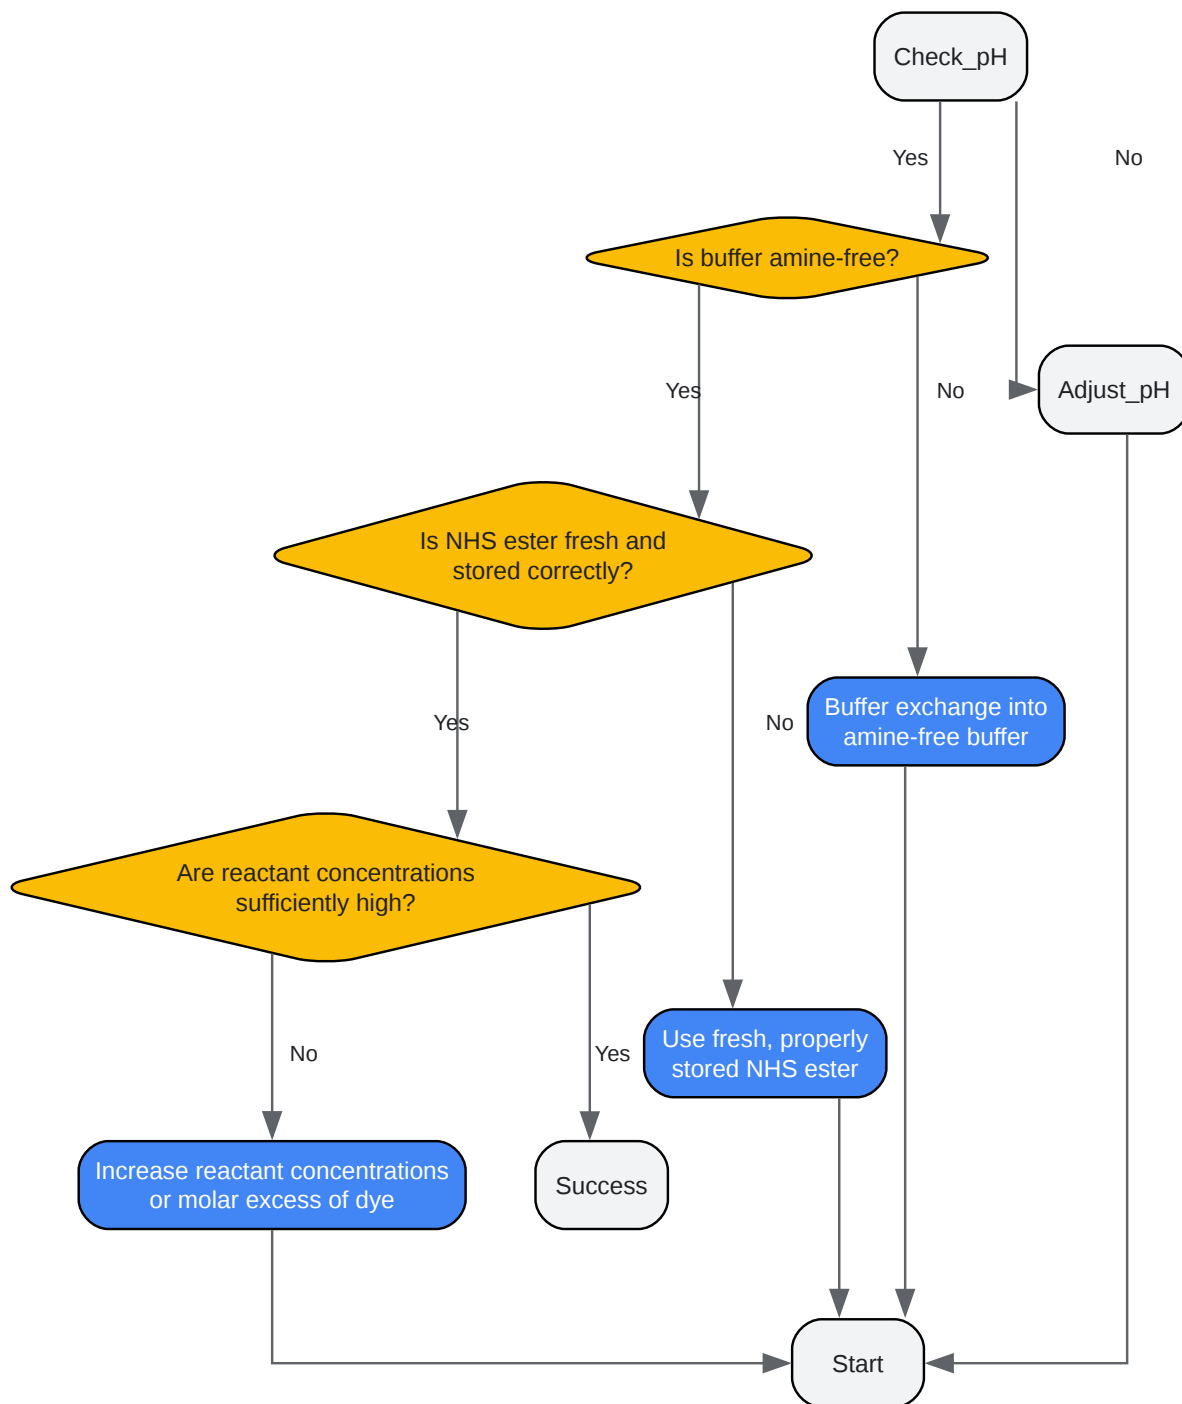 Check_pH
Yes
No
Is buffer amine-free?
Yes
No
Adjust_pH
Is NHS ester fresh and
stored correctly?
Yes
No
Buffer exchange into
amine-free buffer
Are reactant concentrations
sufficiently high?
No
Yes
Use fresh, properly
stored NHS ester
Increase reactant concentrations
or molar excess of dye
Success
Start